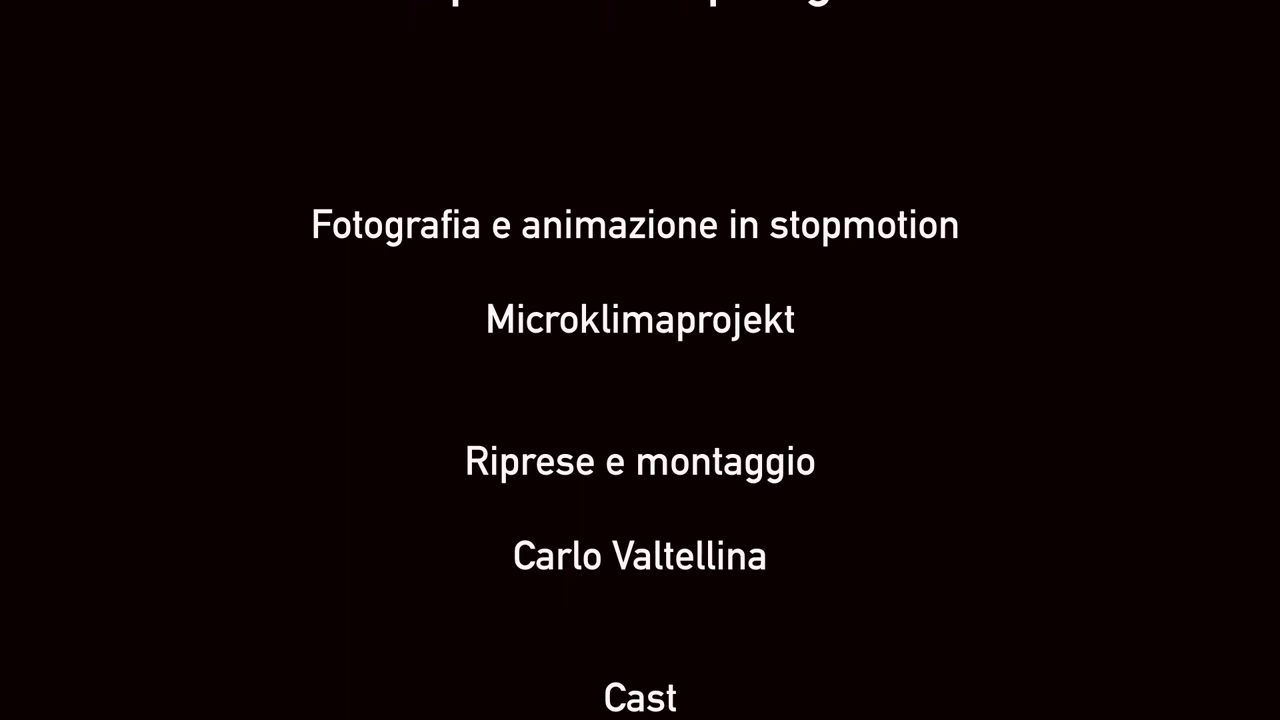 Fotografia e animazione in stopmotion
Microklimaprojekt
Riprese e montaggio
Carlo Valtellina
Cast